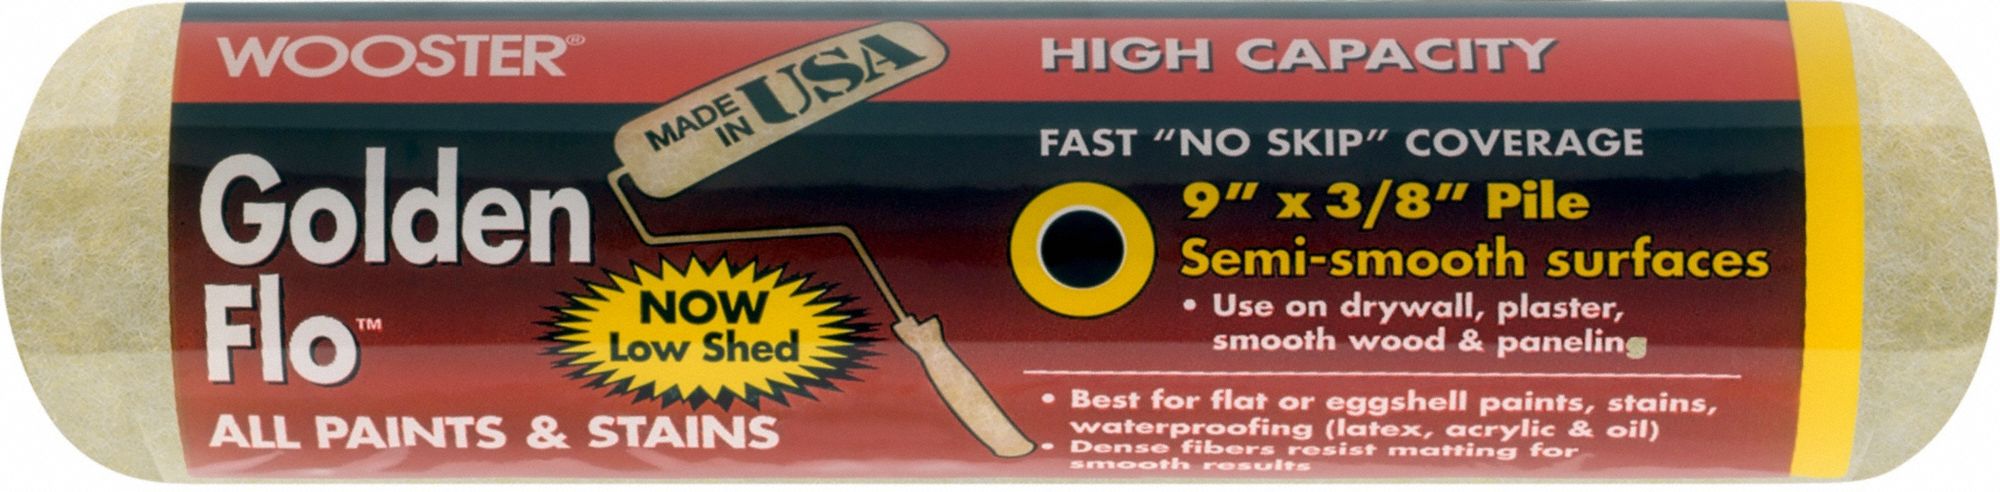 WOOSTER®
MADE IN USA
Golden
Flo™
NOW
Low Shed
ALL PAINTS & STAINS
HIGH CAPACITY
FAST "NO SKIP" COVERAGE
9" x 3/8" Pile
Semi-smooth surfaces
• Use on drywall, plaster,
smooth wood & paneling
• Best for flat or eggshell paints, stains,
waterproofing (latex, acrylic & oil)
• Dense fibers resist matting for
smooth results